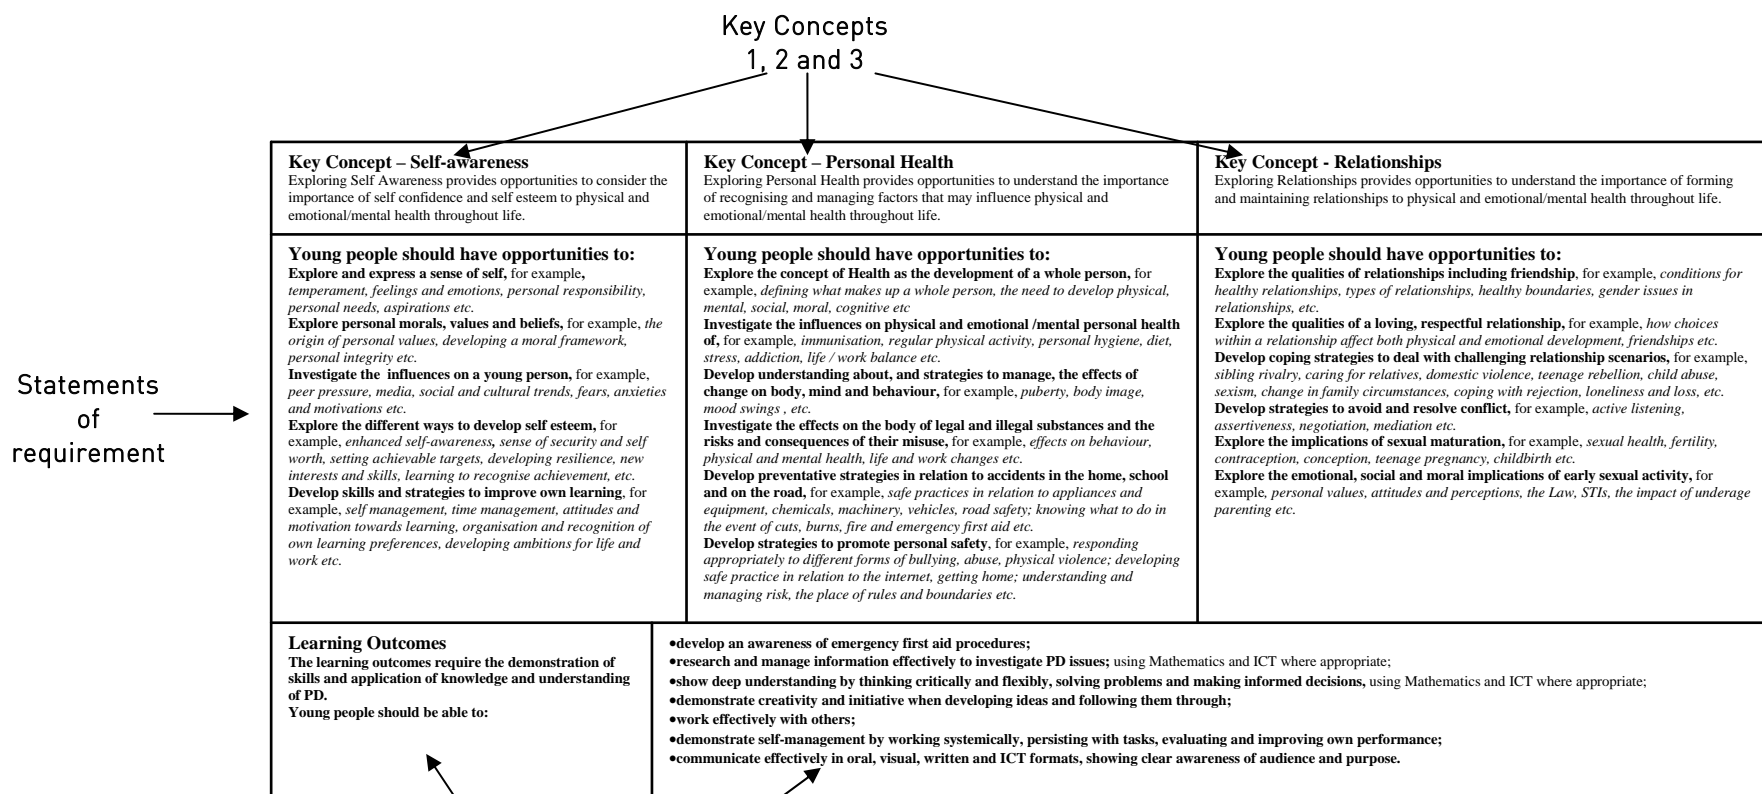 Key Concepts
1, 2 and 3
Statements
of
requirement
Key Concept – Self-awareness
Exploring Self Awareness provides opportunities to consider the
importance of self confidence and self esteem to physical and
emotional/mental health throughout life.
Key Concept – Personal Health
Exploring Personal Health provides opportunities to understand the importance
of recognising and managing factors that may influence physical and
emotional/mental health throughout life.
Key Concept - Relationships
Exploring Relationships provides opportunities to understand the importance of forming
and maintaining relationships to physical and emotional/mental health throughout life.
Young people should have opportunities to:
Explore and express a sense of self, for example,
temperament, feelings and emotions, personal responsibility,
personal needs, aspirations etc.
Explore personal morals, values and beliefs, for example, the
origin of personal values, developing a moral framework,
personal integrity etc.
Investigate the influences on a young person, for example,
peer pressure, media, social and cultural trends, fears, anxieties
and motivations etc.
Explore the different ways to develop self esteem, for
example, enhanced self-awareness, sense of security and self
worth, setting achievable targets, developing resilience, new
interests and skills, learning to recognise achievement, etc.
Develop skills and strategies to improve own learning, for
example, self management, time management, attitudes and
motivation towards learning, organisation and recognition of
own learning preferences, developing ambitions for life and
work etc.
Young people should have opportunities to:
Explore the concept of Health as the development of a whole person, for
example, defining what makes up a whole person, the need to develop physical,
mental, social, moral, cognitive etc
Investigate the influences on physical and emotional /mental personal health
of, for example, immunisation, regular physical activity, personal hygiene, diet,
stress, addiction, life / work balance etc.
Develop understanding about, and strategies to manage, the effects of
change on body, mind and behaviour, for example, puberty, body image,
mood swings , etc.
Investigate the effects on the body of legal and illegal substances and the
risks and consequences of their misuse, for example, effects on behaviour,
physical and mental health, life and work changes etc.
Develop preventative strategies in relation to accidents in the home, school
and on the road, for example, safe practices in relation to appliances and
equipment, chemicals, machinery, vehicles, road safety; knowing what to do in
the event of cuts, burns, fire and emergency first aid etc.
Develop strategies to promote personal safety, for example, responding
appropriately to different forms of bullying, abuse, physical violence; developing
safe practice in relation to the internet, getting home; understanding and
managing risk, the place of rules and boundaries etc.
Young people should have opportunities to:
Explore the qualities of relationships including friendship, for example, conditions for
healthy relationships, types of relationships, healthy boundaries, gender issues in
relationships, etc.
Explore the qualities of a loving, respectful relationship, for example, how choices
within a relationship affect both physical and emotional development, friendships etc.
Develop coping strategies to deal with challenging relationship scenarios, for example,
sibling rivalry, caring for relatives, domestic violence, teenage rebellion, child abuse,
sexism, change in family circumstances, coping with rejection, loneliness and loss, etc.
Develop strategies to avoid and resolve conflict, for example, active listening,
assertiveness, negotiation, mediation etc.
Explore the implications of sexual maturation, for example, sexual health, fertility,
contraception, conception, teenage pregnancy, childbirth etc.
Explore the emotional, social and moral implications of early sexual activity, for
example, personal values, attitudes and perceptions, the Law, STIs, the impact of underage
parenting etc.
Learning Outcomes
The learning outcomes require the demonstration of
skills and application of knowledge and understanding
of PD.
Young people should be able to:
•develop an awareness of emergency first aid procedures;
•research and manage information effectively to investigate PD issues; using Mathematics and ICT where appropriate;
•show deep understanding by thinking critically and flexibly, solving problems and making informed decisions, using Mathematics and ICT where appropriate;
•demonstrate creativity and initiative when developing ideas and following them through;
•work effectively with others;
•demonstrate self-management by working systemically, persisting with tasks, evaluating and improving own performance;
•communicate effectively in oral, visual, written and ICT formats, showing clear awareness of audience and purpose.